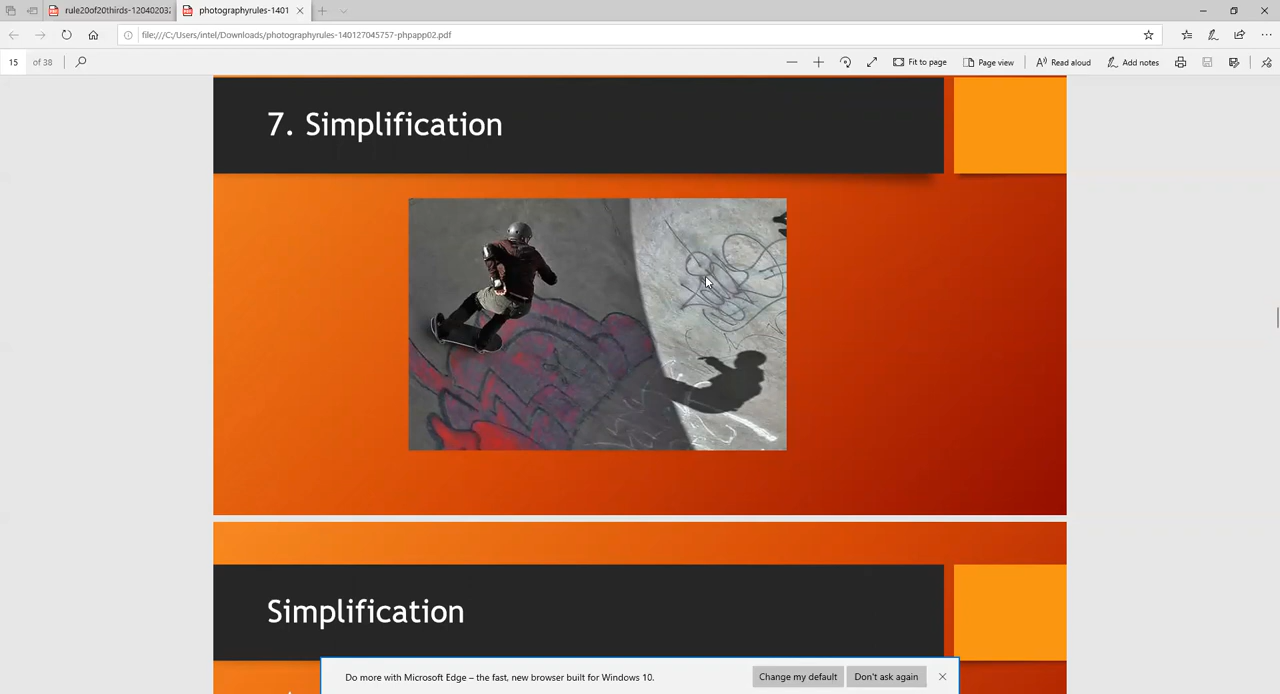 rule20of20thirds-120402032
photographyrules-1401
file:///C:/Users/intel/Downloads/photographyrules-140127045757-phpapp02.pdf
15 of 38
Fit to page
Page view
Read aloud
Add notes
7. Simplification
Simplification
Do more with Microsoft Edge – the fast, new browser built for Windows 10.
Change my default
Don't ask again